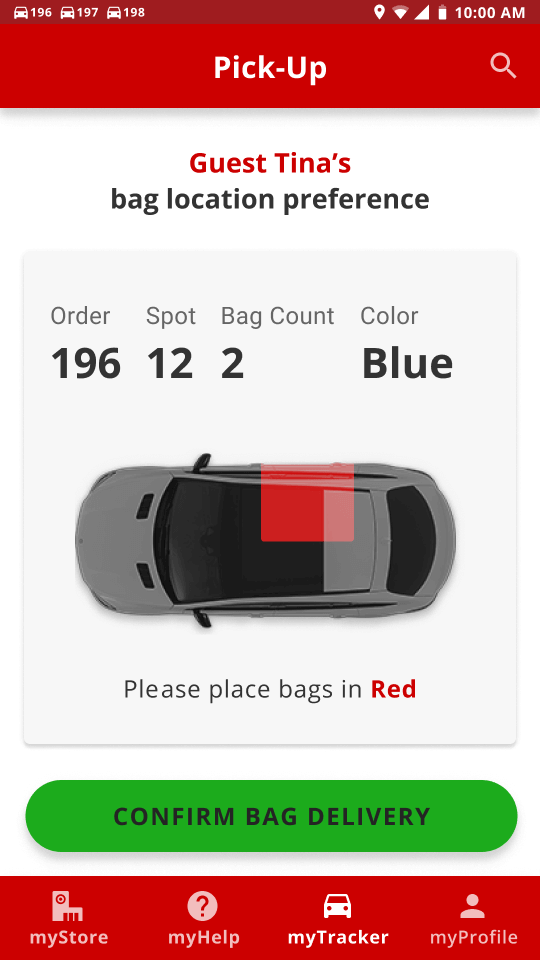 196 197 198 10:00 AM
Pick-Up
Guest Tina’s
bag location preference
Order Spot Bag Count Color
196 12 2 Blue
Please place bags in Red
CONFIRM BAG DELIVERY
myStore myHelp myTracker myProfile